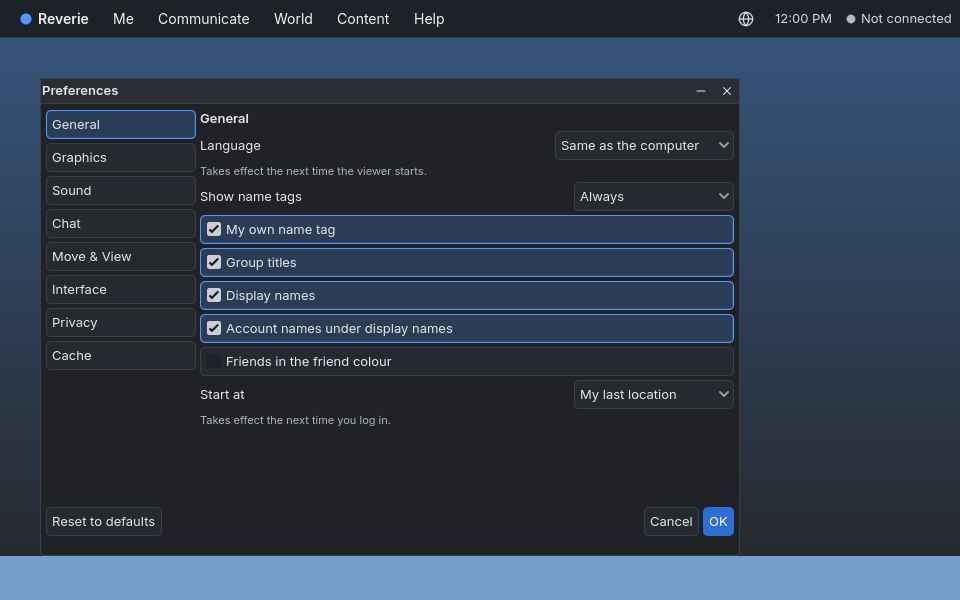 Reverie Me Communicate World Content Help 12:00 PM Not connected
Preferences
General
Graphics
Sound
Chat
Move & View
Interface
Privacy
Cache
General
Language Same as the computer
Takes effect the next time the viewer starts.
Show name tags Always
My own name tag
Group titles
Display names
Account names under display names
Friends in the friend colour
Start at My last location
Takes effect the next time you log in.
Reset to defaults Cancel OK